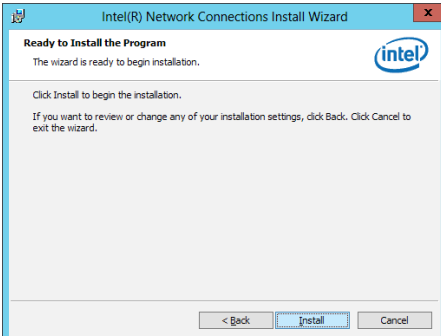 Intel(R) Network Connections Install Wizard
x
Ready to Install the Program
The wizard is ready to begin installation.
intel
Click Install to begin the installation.
If you want to review or change any of your installation settings, click Back. Click Cancel to
exit the wizard.
< Back
Install
Cancel